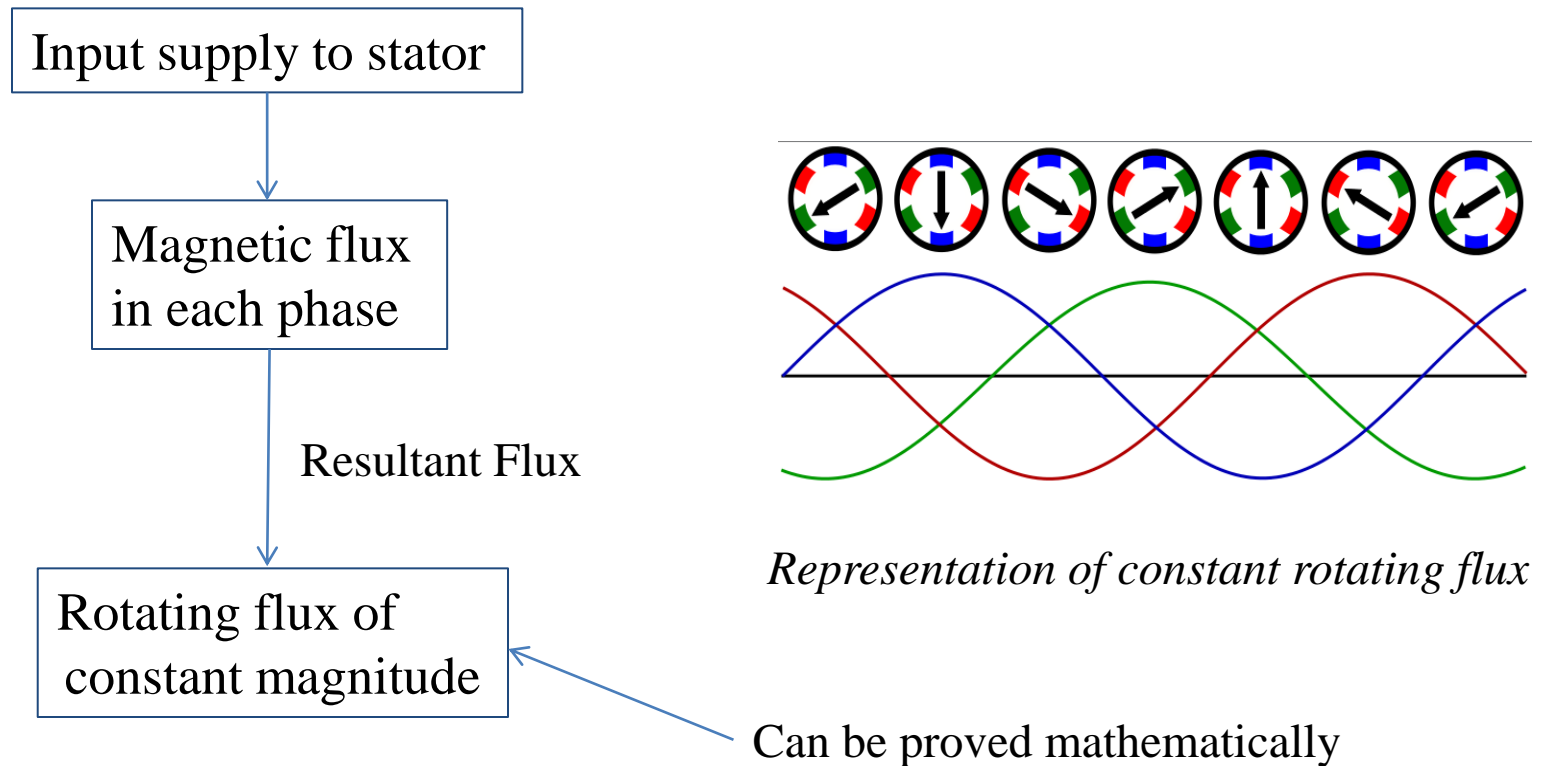 Input supply to stator
Magnetic flux
in each phase
Resultant Flux
Rotating flux of
constant magnitude
Representation of constant rotating flux
Can be proved mathematically